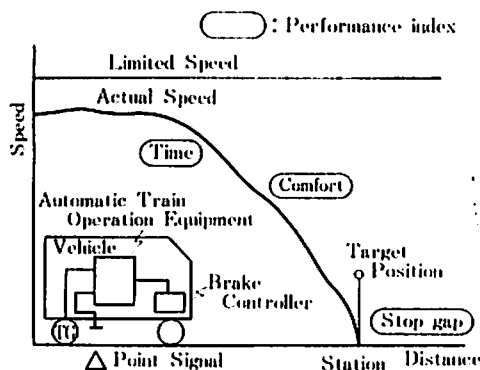 : Performance index
Limited Speed
Actual Speed
Speed
Time
Comfort
Automatic Train
Operation Equipment
Vehicle
Target
Position
Brake
Controller
TG
Stop gap
Point Signal
Station
Distance